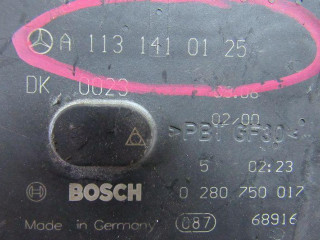 A 113 141 01 25
DK 0023
02/00
>PBT GF30<
5 02:23
BOSCH 0 280 750 017
Made in Germany 087 68916